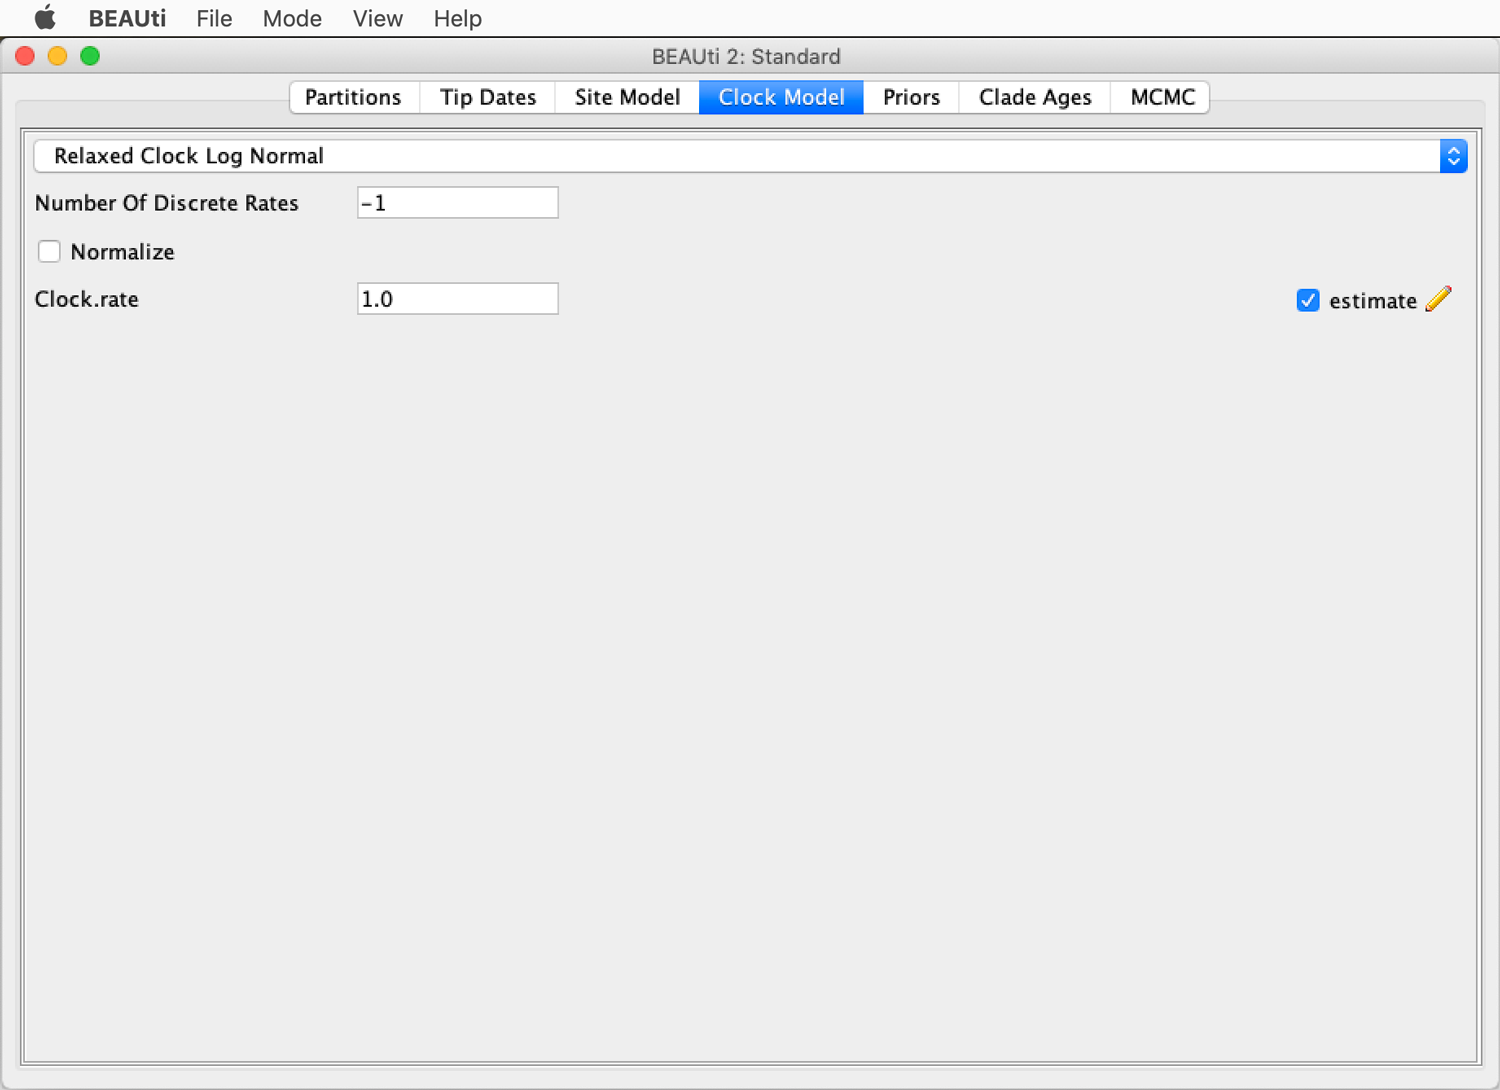 BEAUti File Mode View Help
BEAUti 2: Standard
Partitions Tip Dates Site Model Clock Model Priors Clade Ages MCMC
Relaxed Clock Log Normal
Number Of Discrete Rates -1
Normalize
Clock.rate 1.0 estimate